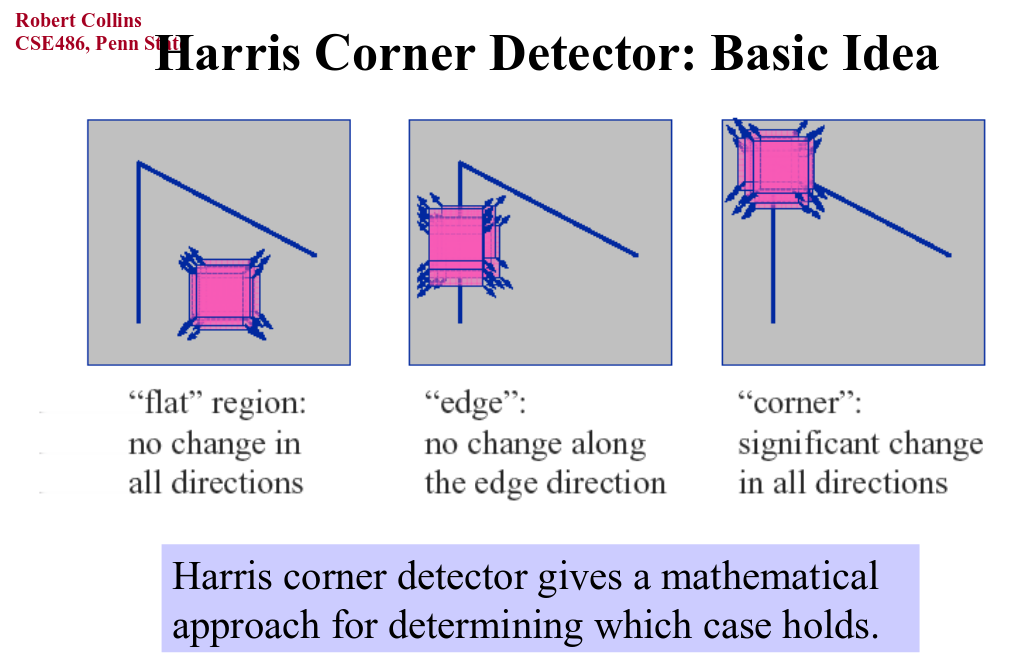 Robert Collins
CSE486, Penn State
Harris Corner Detector: Basic Idea
“flat” region:
no change in
all directions
“edge”:
no change along
the edge direction
“corner”:
significant change
in all directions
Harris corner detector gives a mathematical
approach for determining which case holds.